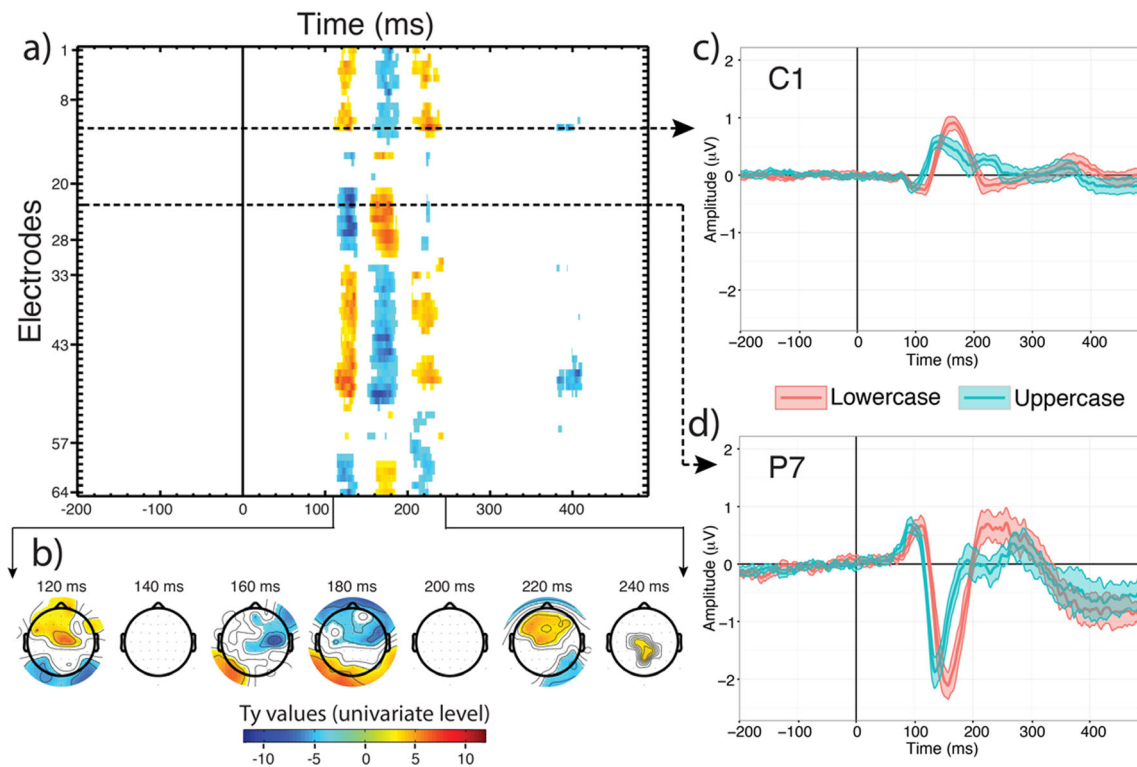 a)
Time (ms)
1
8
20
28
33
43
57
64
Electrodes
-200 -100 0 100 200 300 400
b)
120 ms 140 ms 160 ms 180 ms 200 ms 220 ms 240 ms
Ty values (univariate level)
-10 -5 0 5 10
c)
C1
2
1
0
−1
−2
Amplitude (µV)
−200 −100 0 100 200 300 400
Time (ms)
Lowercase Uppercase
d)
P7
2
1
0
−1
−2
Amplitude (µV)
−200 −100 0 100 200 300 400
Time (ms)